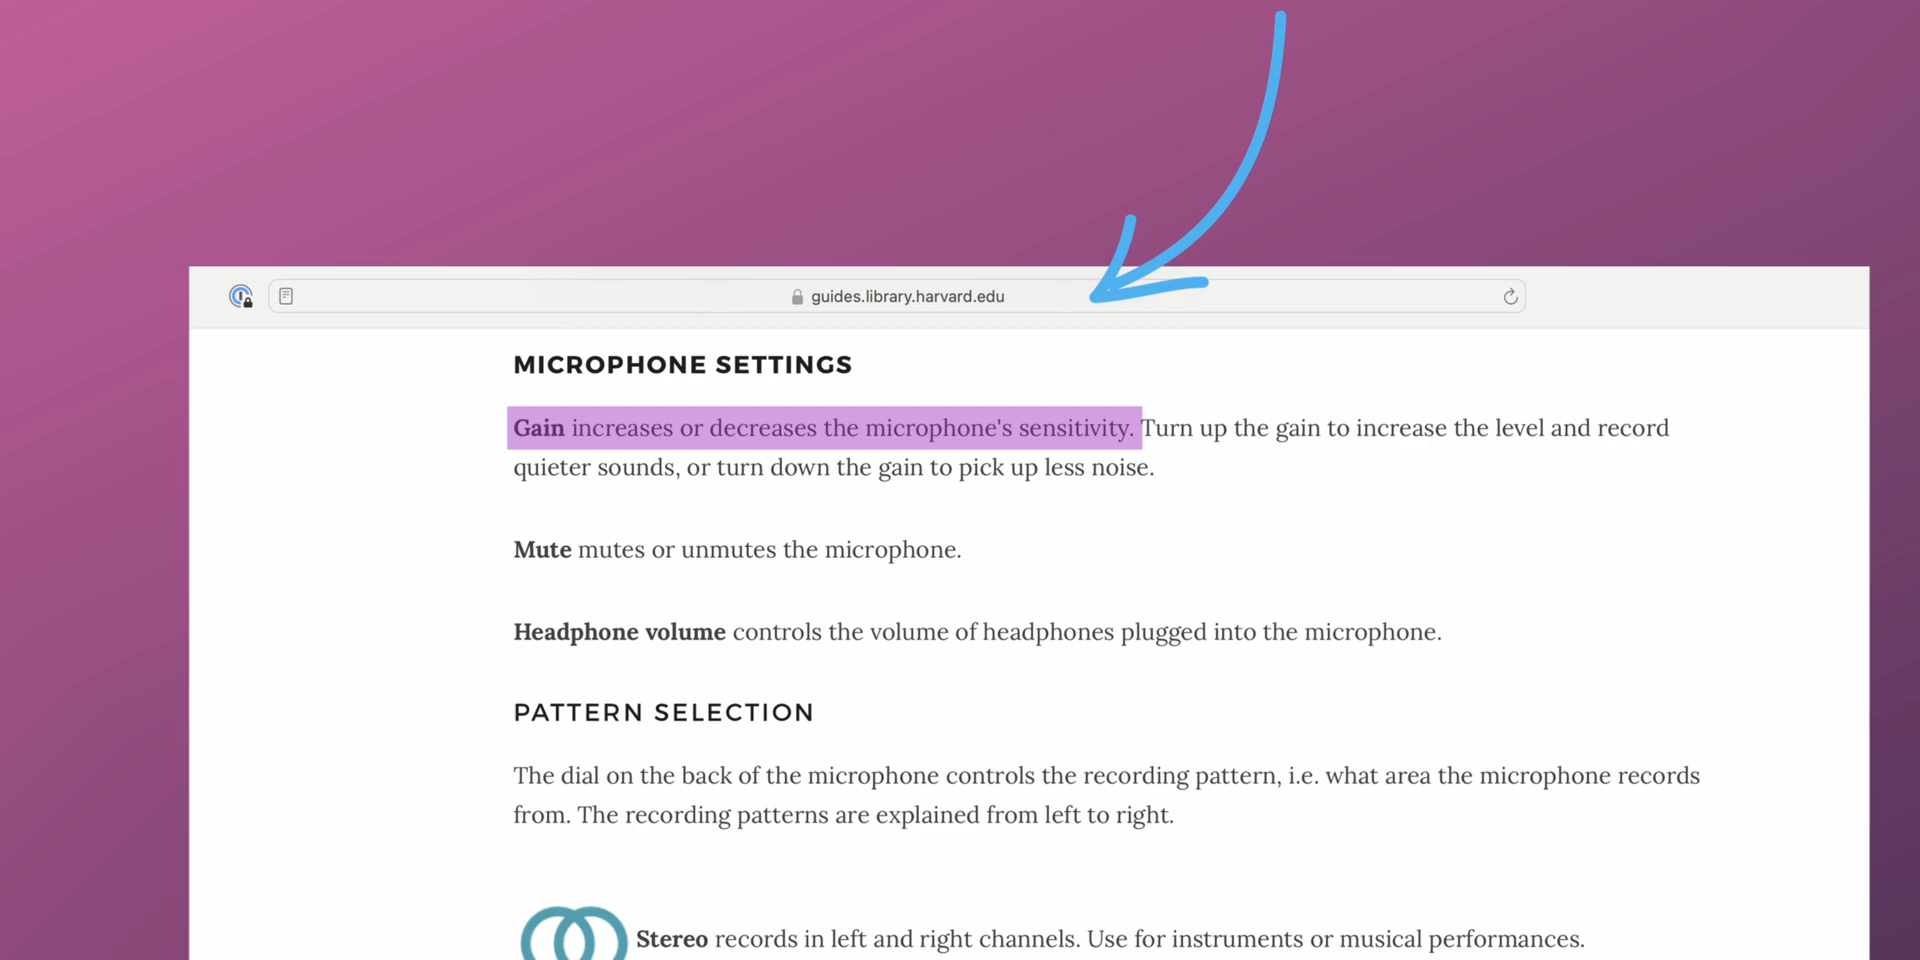 guides.library.harvard.edu
MICROPHONE SETTINGS
Gain increases or decreases the microphone's sensitivity. Turn up the gain to increase the level and record
quieter sounds, or turn down the gain to pick up less noise.
Mute mutes or unmutes the microphone.
Headphone volume controls the volume of headphones plugged into the microphone.
PATTERN SELECTION
The dial on the back of the microphone controls the recording pattern, i.e. what area the microphone records
from. The recording patterns are explained from left to right.
Stereo records in left and right channels. Use for instruments or musical performances.